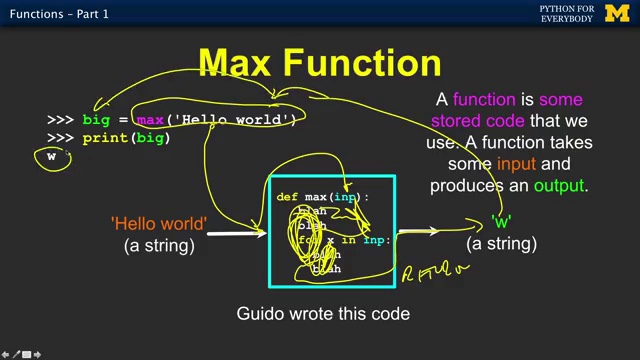 Functions - Part 1
PYTHON FOR
EVERYBODY
M
Max Function
>>> big = max('Hello world')
>>> print(big)
w
A function is some
stored code that we
use. A function takes
some input and
produces an output.
'Hello world'
(a string)
def max(inp):
blah
blah
for x in inp:
blah
blah
'w'
(a string)
Guido wrote this code